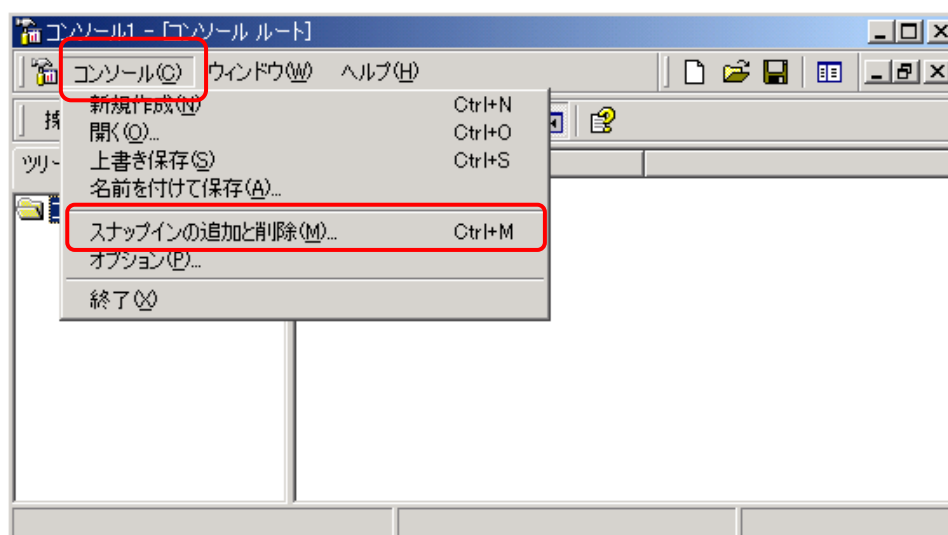 コンソール1 - [コンソール ルート]
コンソール(C) ウィンドウ(W) ヘルプ(H)
新規作成(N) Ctrl+N
開く(O)... Ctrl+O
上書き保存(S) Ctrl+S
名前を付けて保存(A)...
スナップインの追加と削除(M)... Ctrl+M
オプション(P)...
終了(X)
ツリー